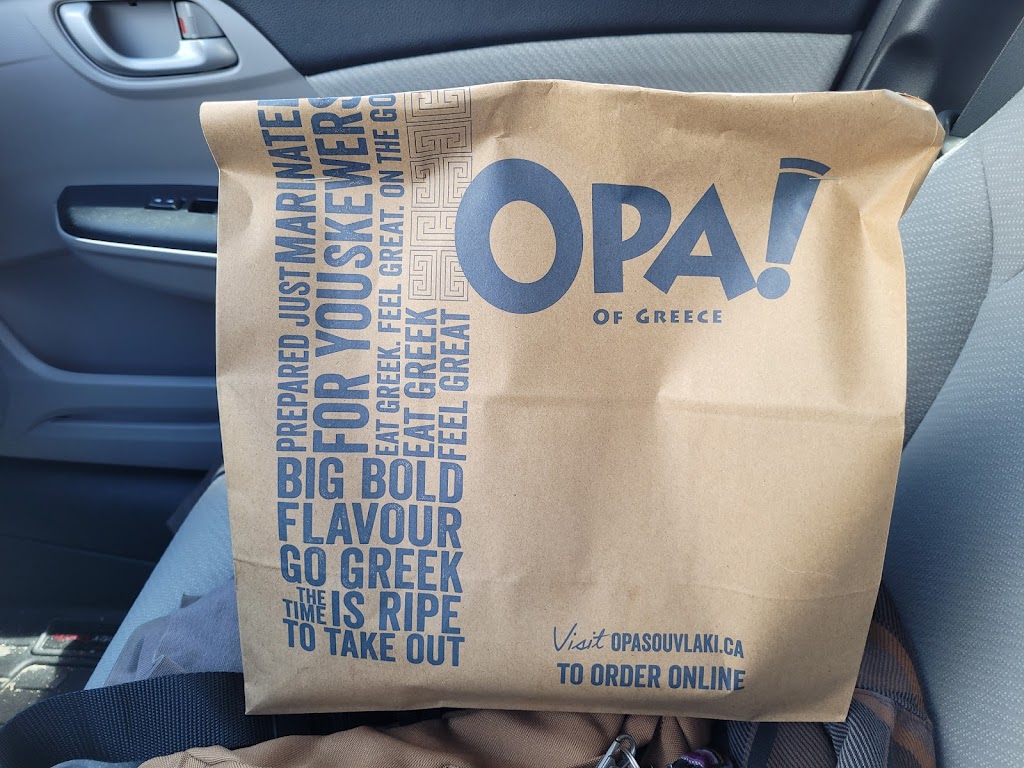 OPA!
OF GREECE
PREPARED JUST
FOR YOU
MARINATED
SKEWERS
EAT GREEK. FEEL GREAT. ON THE GO
EAT GREEK
FEEL GREAT
BIG BOLD
FLAVOUR
GO GREEK
THE TIME IS RIPE
TO TAKE OUT
Visit OPASOUVLAKI.CA
TO ORDER ONLINE